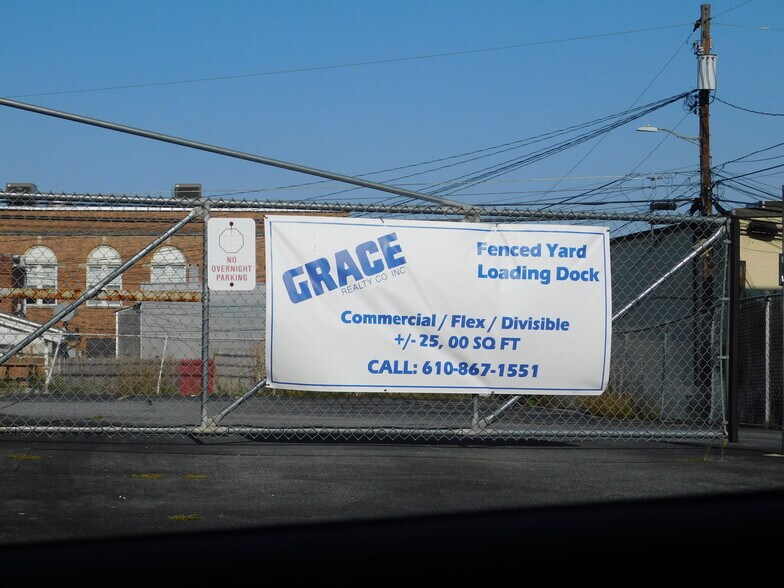 NO
OVERNIGHT
PARKING
GRACE
REALTY CO INC
Fenced Yard
Loading Dock
Commercial / Flex / Divisible
+/- 25, 00 SQ FT
CALL: 610-867-1551